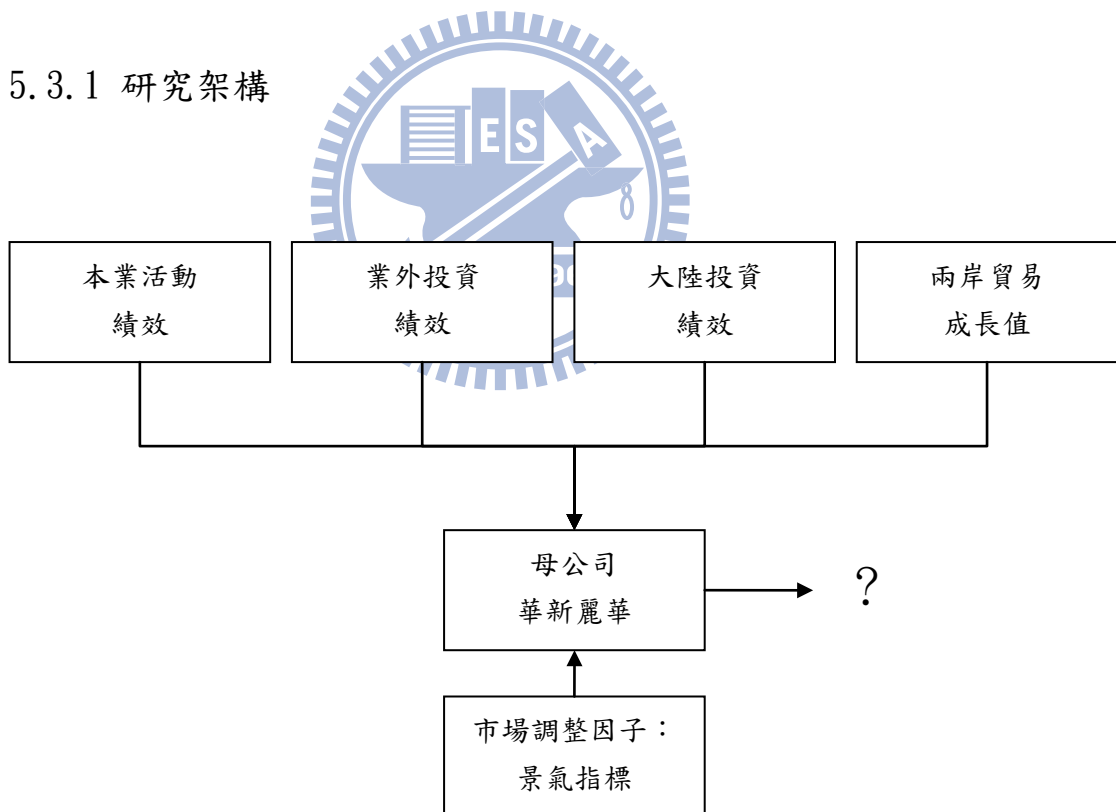 5.3.1 研究架構
E S A
本業活動
績效
業外投資
績效
大陸投資
績效
兩岸貿易
成長值
母公司
華新麗華
?
市場調整因子：
景氣指標